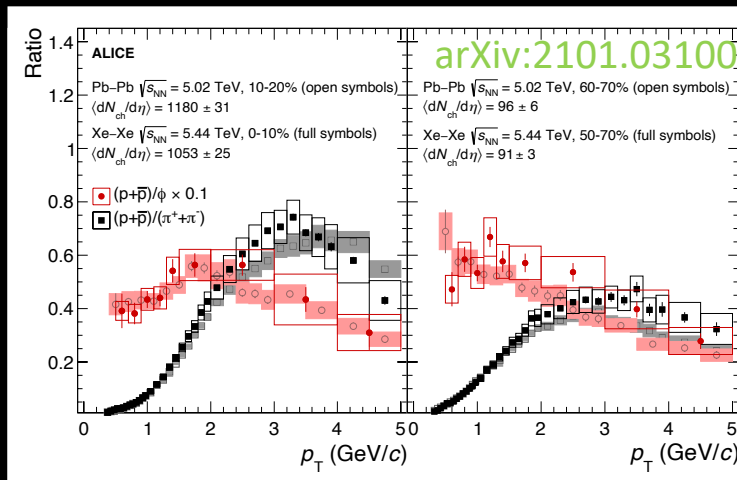 Ratio
1.4
1.2
1
0.8
0.6
0.4
0.2
ALICE
Pb–Pb √sNN = 5.02 TeV, 10-20% (open symbols)
⟨dNch/dη⟩ = 1180 ± 31
Xe–Xe √sNN = 5.44 TeV, 0-10% (full symbols)
⟨dNch/dη⟩ = 1053 ± 25
(p+p̅)/ϕ × 0.1
(p+p̅)/(π⁺+π⁻)
0 1 2 3 4 5
pT (GeV/c)
arXiv:2101.03100
Pb–Pb √sNN = 5.02 TeV, 60-70% (open symbols)
⟨dNch/dη⟩ = 96 ± 6
Xe–Xe √sNN = 5.44 TeV, 50-70% (full symbols)
⟨dNch/dη⟩ = 91 ± 3
0 1 2 3 4 5
pT (GeV/c)